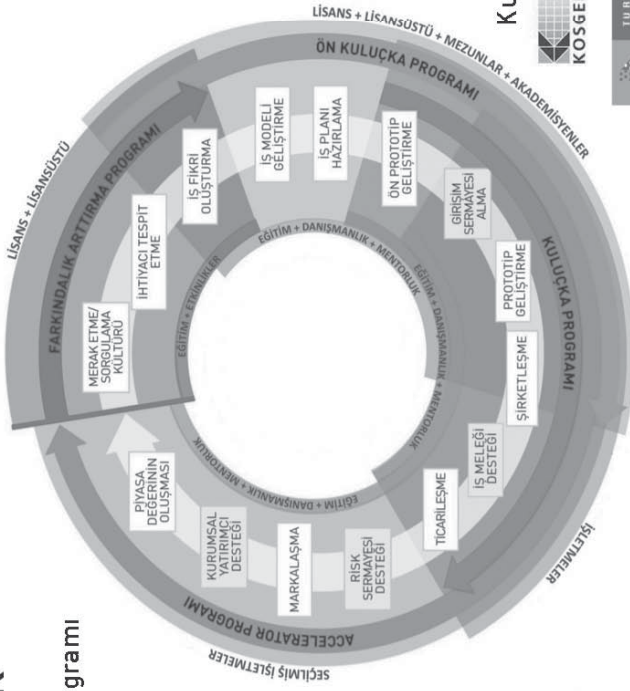 gramı
LİSANS + LİSANSÜSTÜ
FARKINDALIK ARTTIRMA PROGRAMI
MERAK ETME/
SORGULAMA
KÜLTÜRÜ
İHTİYACI TESPİT
ETME
İŞ FİKRİ
OLUŞTURMA
EĞİTİM + ETKİNLİKLER
LİSANS + LİSANSÜSTÜ + MEZUNLAR + AKADEMİSYENLER
ÖN KULUÇKA PROGRAMI
İŞ MODELİ
GELİŞTİRME
İŞ PLANI
HAZIRLAMA
ÖN PROTOTİP
GELİŞTİRME
EĞİTİM + DANIŞMANLIK + MENTORLUK
KULUÇKA PROGRAMI
GİRİŞİM
SERMAYESİ
ALMA
PROTOTİP
GELİŞTİRME
ŞİRKETLEŞME
İŞ MELEĞİ
DESTEĞİ
TİCARİLEŞME
EĞİTİM + DANIŞMANLIK + MENTORLUK
İŞLETMELER
ACCELERATOR PROGRAMI
RİSK
SERMAYESİ
DESTEĞİ
MARKALAŞMA
KURUMSAL
YATIRIMCI
DESTEĞİ
PİYASA
DEĞERİNİN
OLUŞMASI
EĞİTİM + DANIŞMANLIK + MENTORLUK
SEÇİLMİŞ İŞLETMELER
Ku
KOSGE
TUR